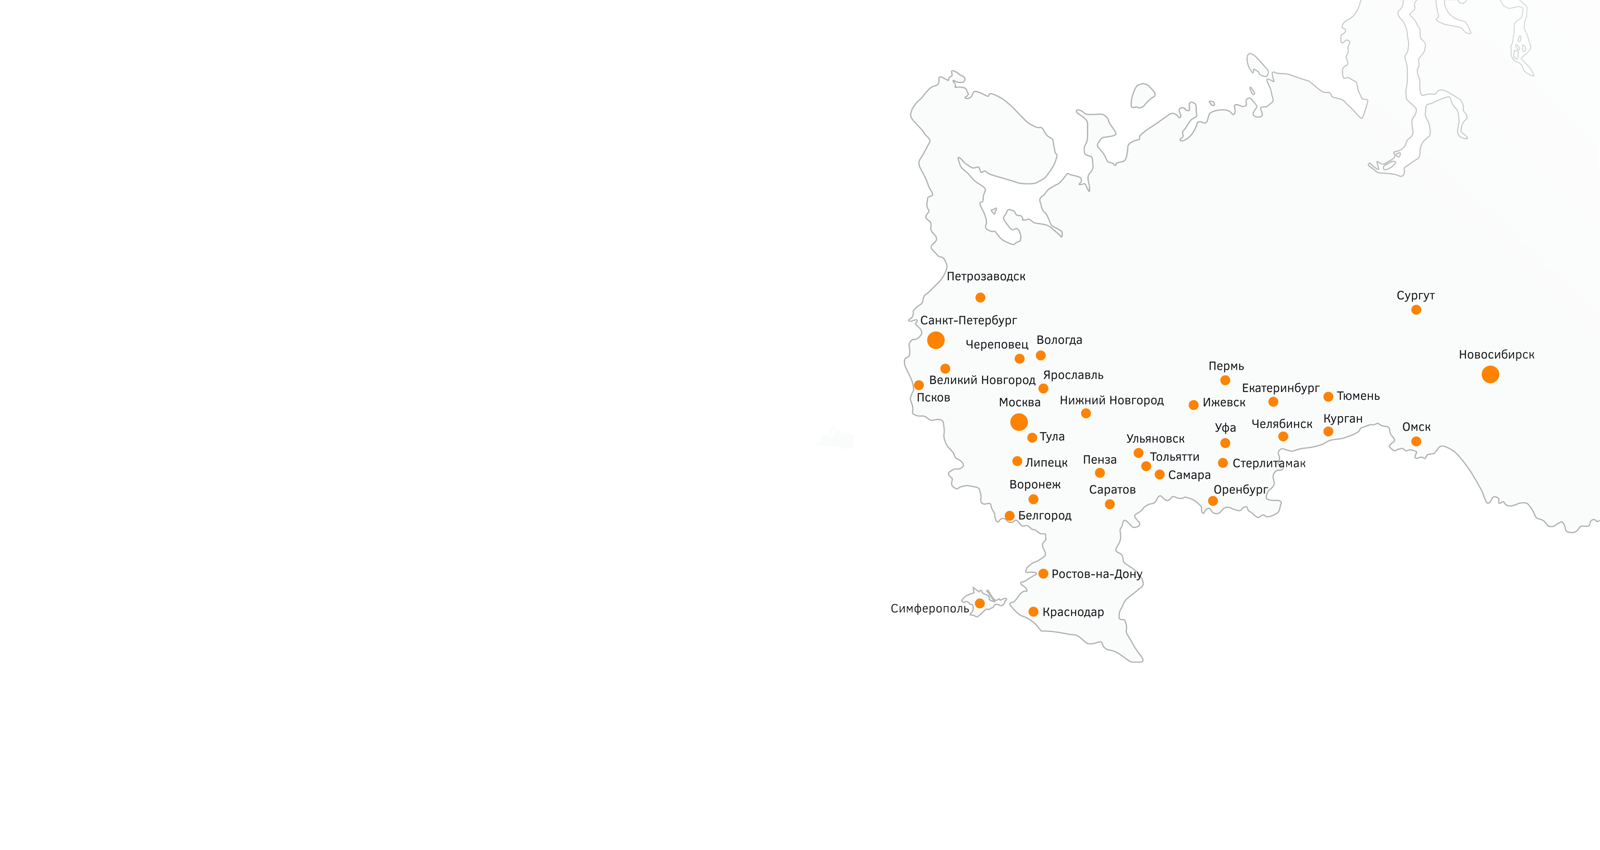 Петрозаводск
Сургут
Санкт-Петербург
Вологда
Череповец
Новосибирск
Пермь
Ярославль
Великий Новгород
Екатеринбург
Псков
Тюмень
Москва
Нижний Новгород
Ижевск
Курган
Челябинск
Уфа
Омск
Тула
Ульяновск
Тольятти
Пенза
Липецк
Стерлитамак
Самара
Воронеж
Саратов
Оренбург
Белгород
Ростов-на-Дону
Симферополь
Краснодар